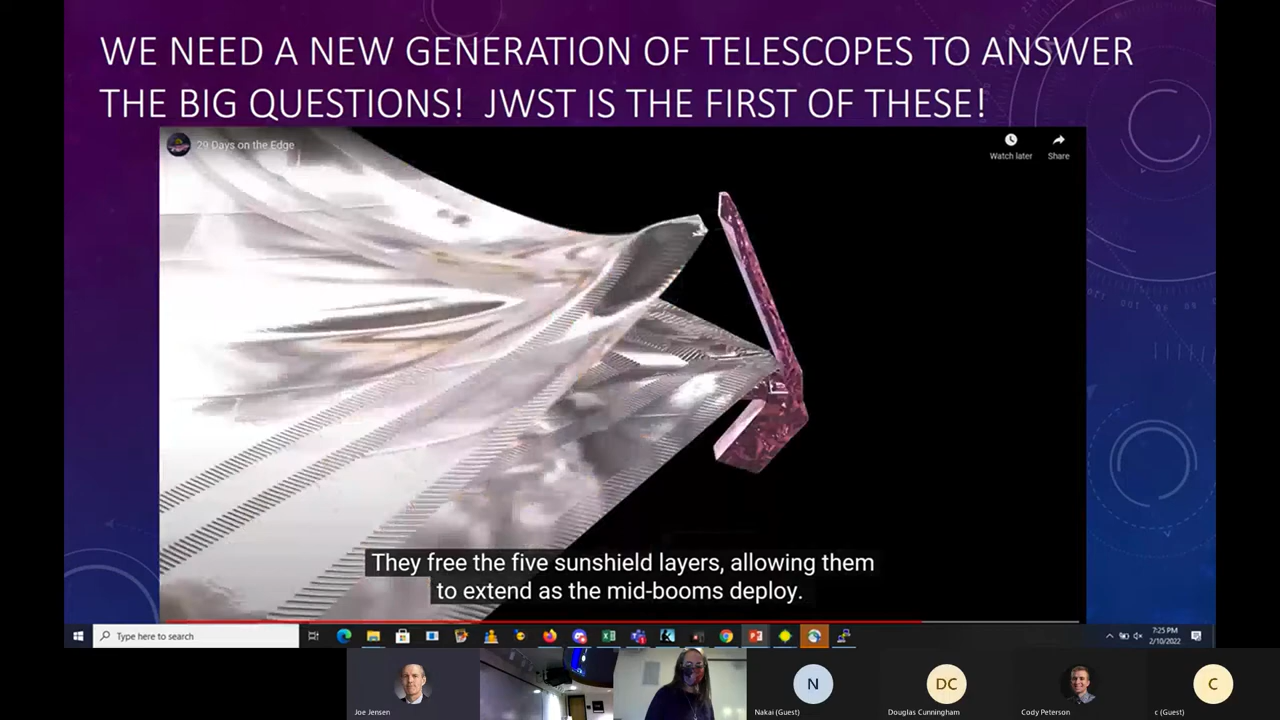 WE NEED A NEW GENERATION OF TELESCOPES TO ANSWER
THE BIG QUESTIONS! JWST IS THE FIRST OF THESE!
29 Days on the Edge
Watch later
Share
They free the five sunshield layers, allowing them
to extend as the mid-booms deploy.
Type here to search
7:25 PM
2/10/2022
N
DC
C
Joe Jensen
Nakai (Guest)
Douglas Cunningham
Cody Peterson
c (Guest)